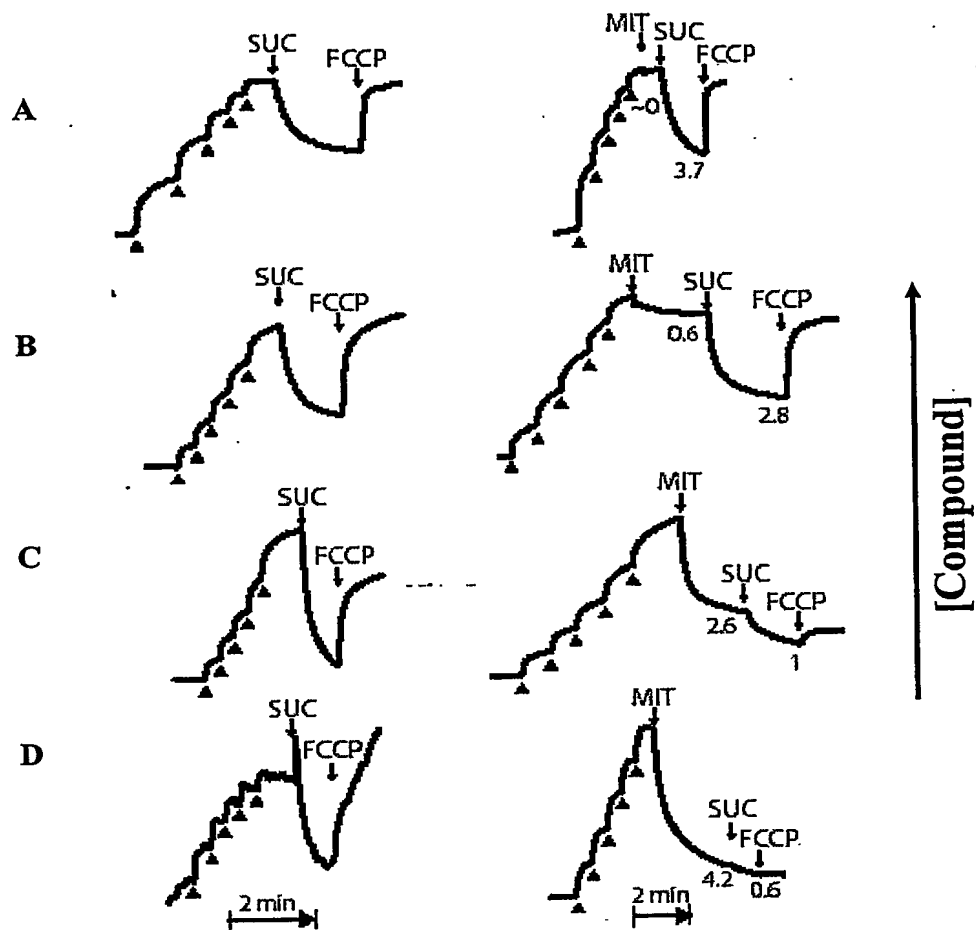 A
SUC
FCCP
MIT
SUC
FCCP
~0
3.7
B
SUC
FCCP
MIT
SUC
FCCP
0.6
2.8
C
SUC
FCCP
MIT
SUC
FCCP
2.6
1
D
SUC
FCCP
2 min
MIT
SUC
FCCP
4.2
0.6
2 min
[Compound]